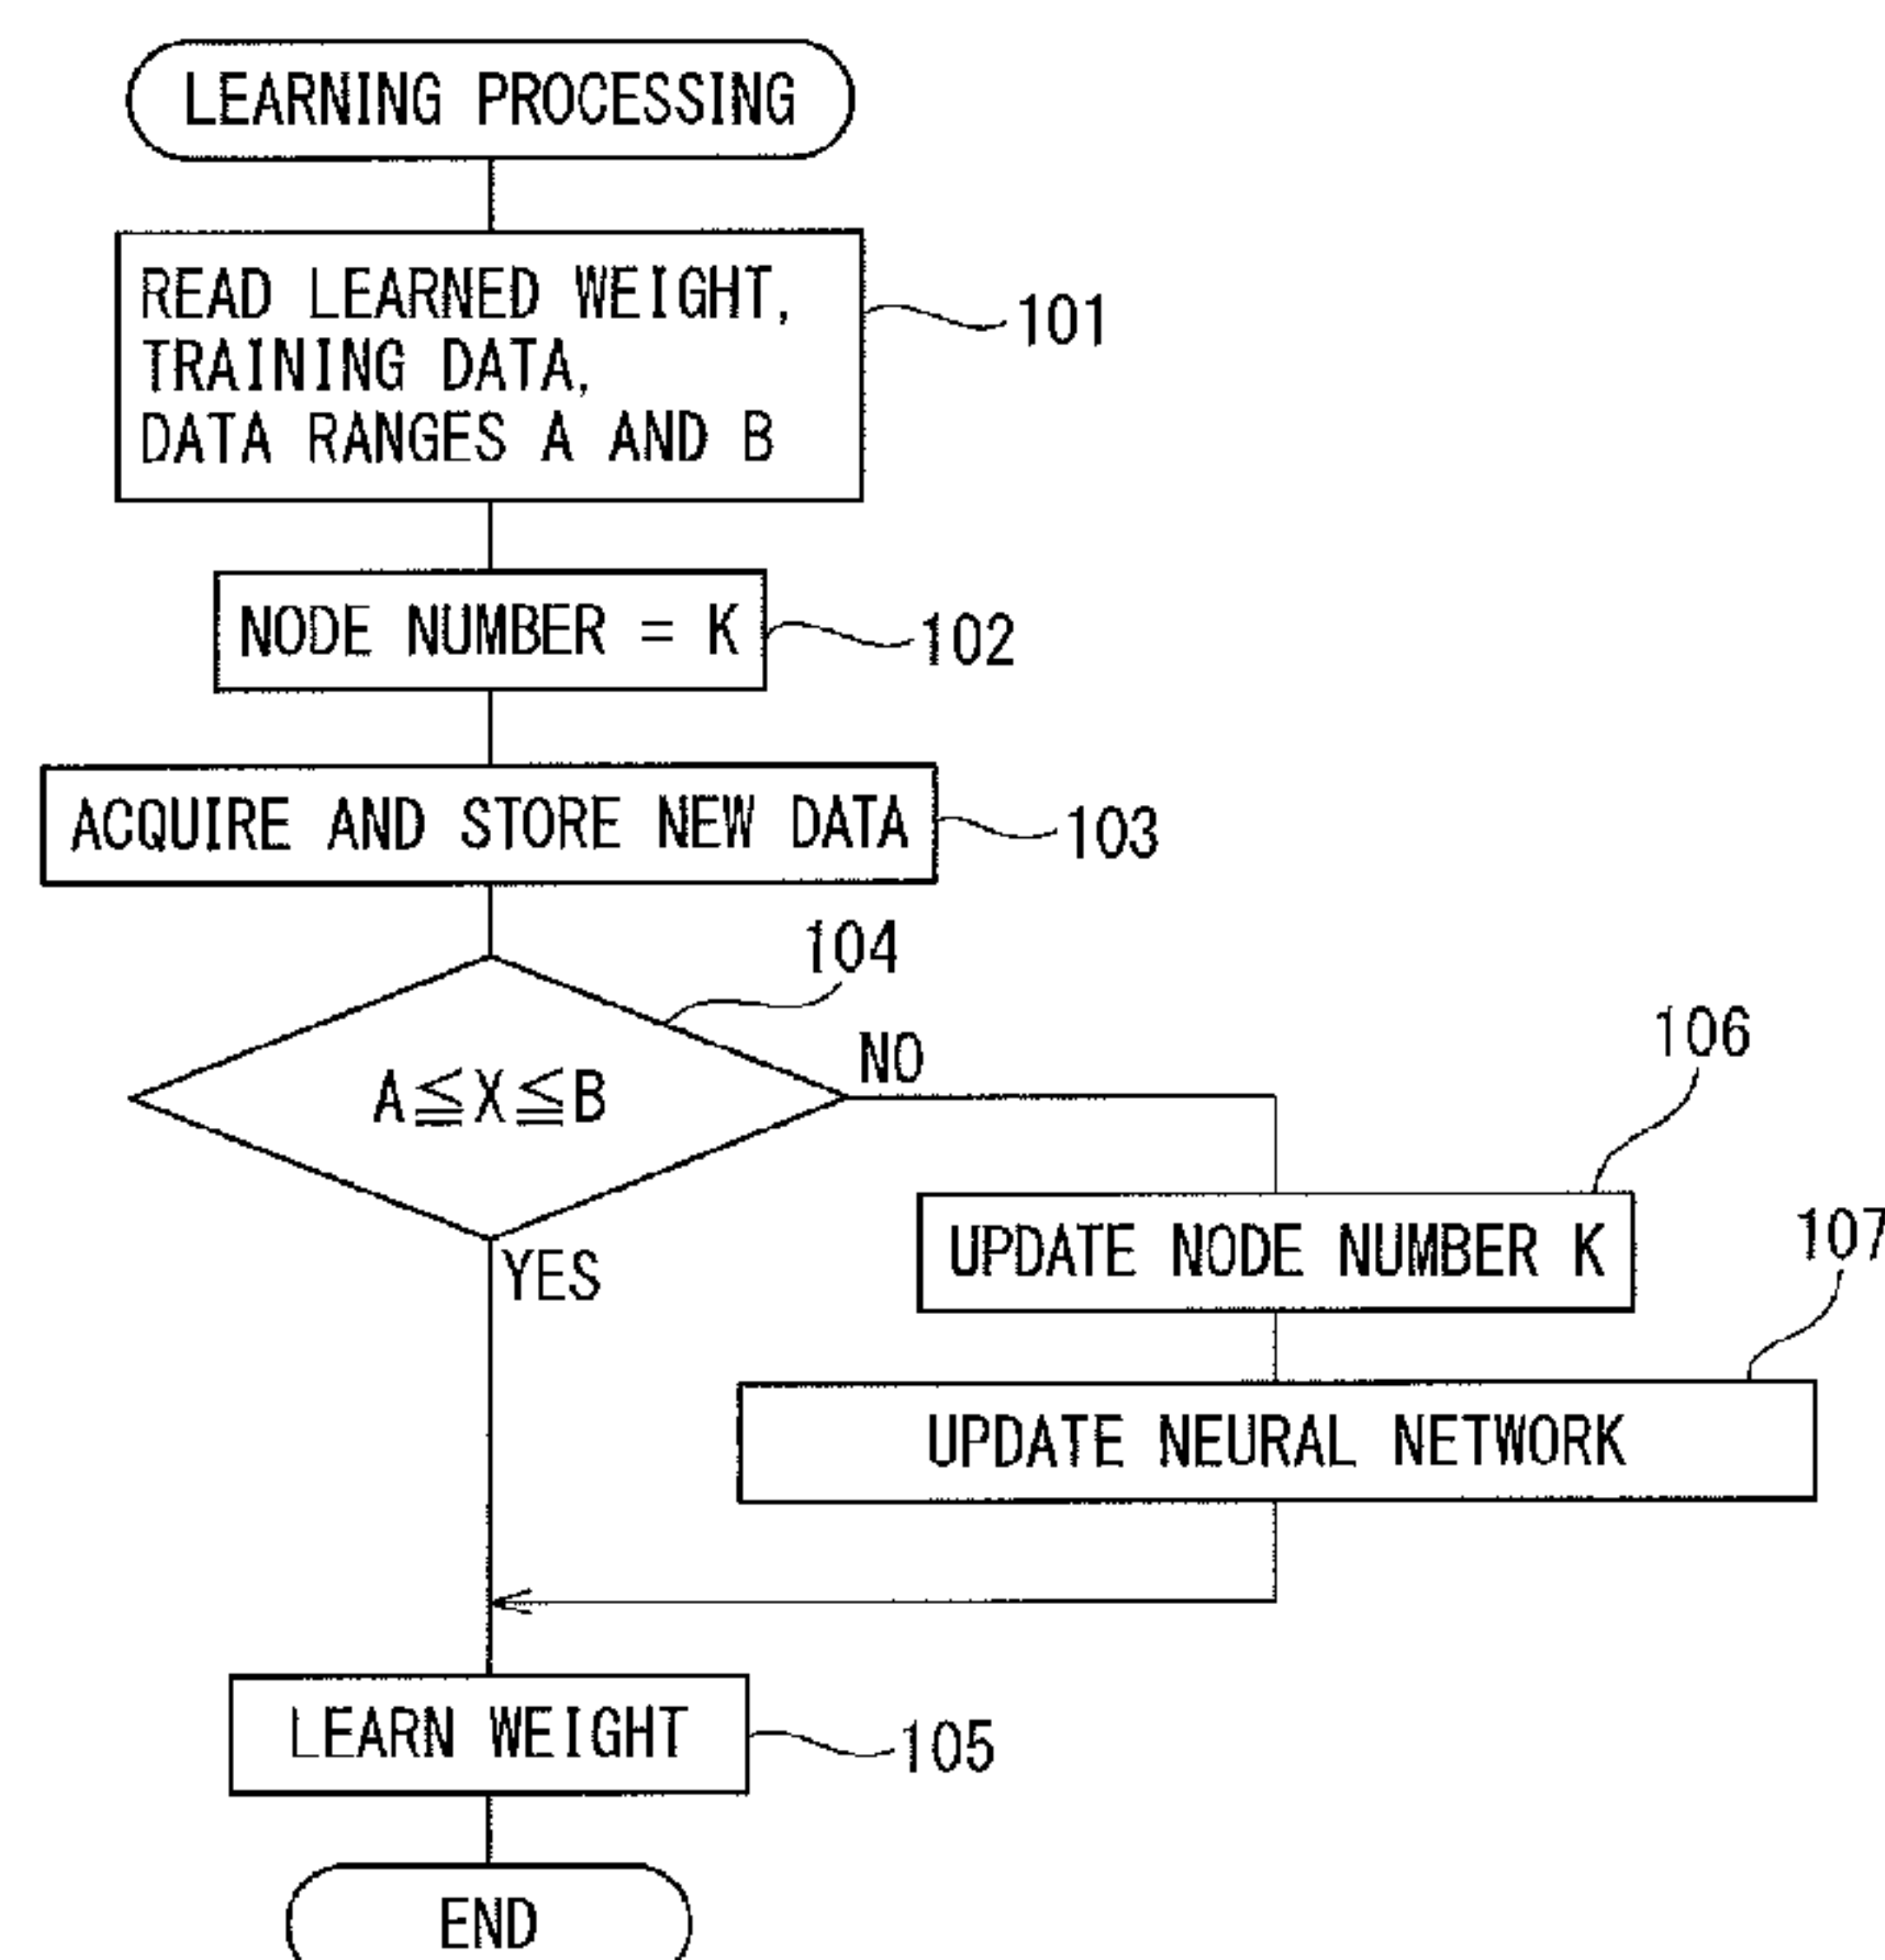 LEARNING PROCESSING
READ LEARNED WEIGHT,
TRAINING DATA,
DATA RANGES A AND B
101
NODE NUMBER = K
102
ACQUIRE AND STORE NEW DATA
103
104
A≦X≦B
NO
YES
106
UPDATE NODE NUMBER K
107
UPDATE NEURAL NETWORK
LEARN WEIGHT
105
END